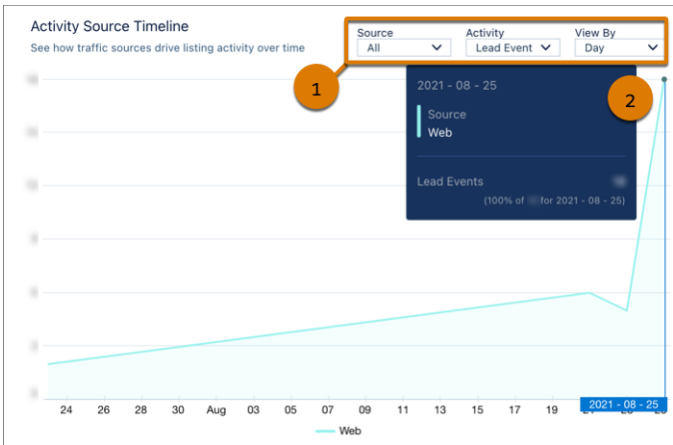 Activity Source Timeline
See how traffic sources drive listing activity over time
Source Activity View By
All Lead Event Day
1
2
2021 - 08 - 25
Source
Web
Lead Events
(100% of for 2021 - 08 - 25)
24 26 28 30 Aug 03 05 07 09 11 13 15 17 19 2021 - 08 - 25
Web